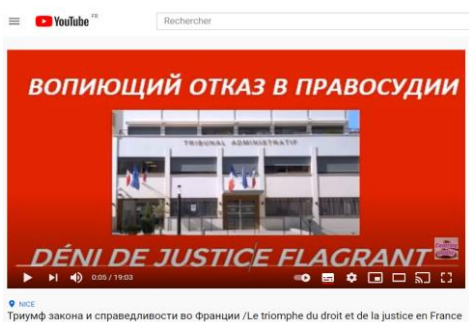 YouTube FR
Rechercher
ВОПИЮЩИЙ ОТКАЗ В ПРАВОСУДИИ
TRIBUNAL ADMINISTRATIF
DÉNI DE JUSTICE FLAGRANT
0:05 / 19:03
NICE
Триумф закона и справедливости во Франции /Le triomphe du droit et de la justice en France